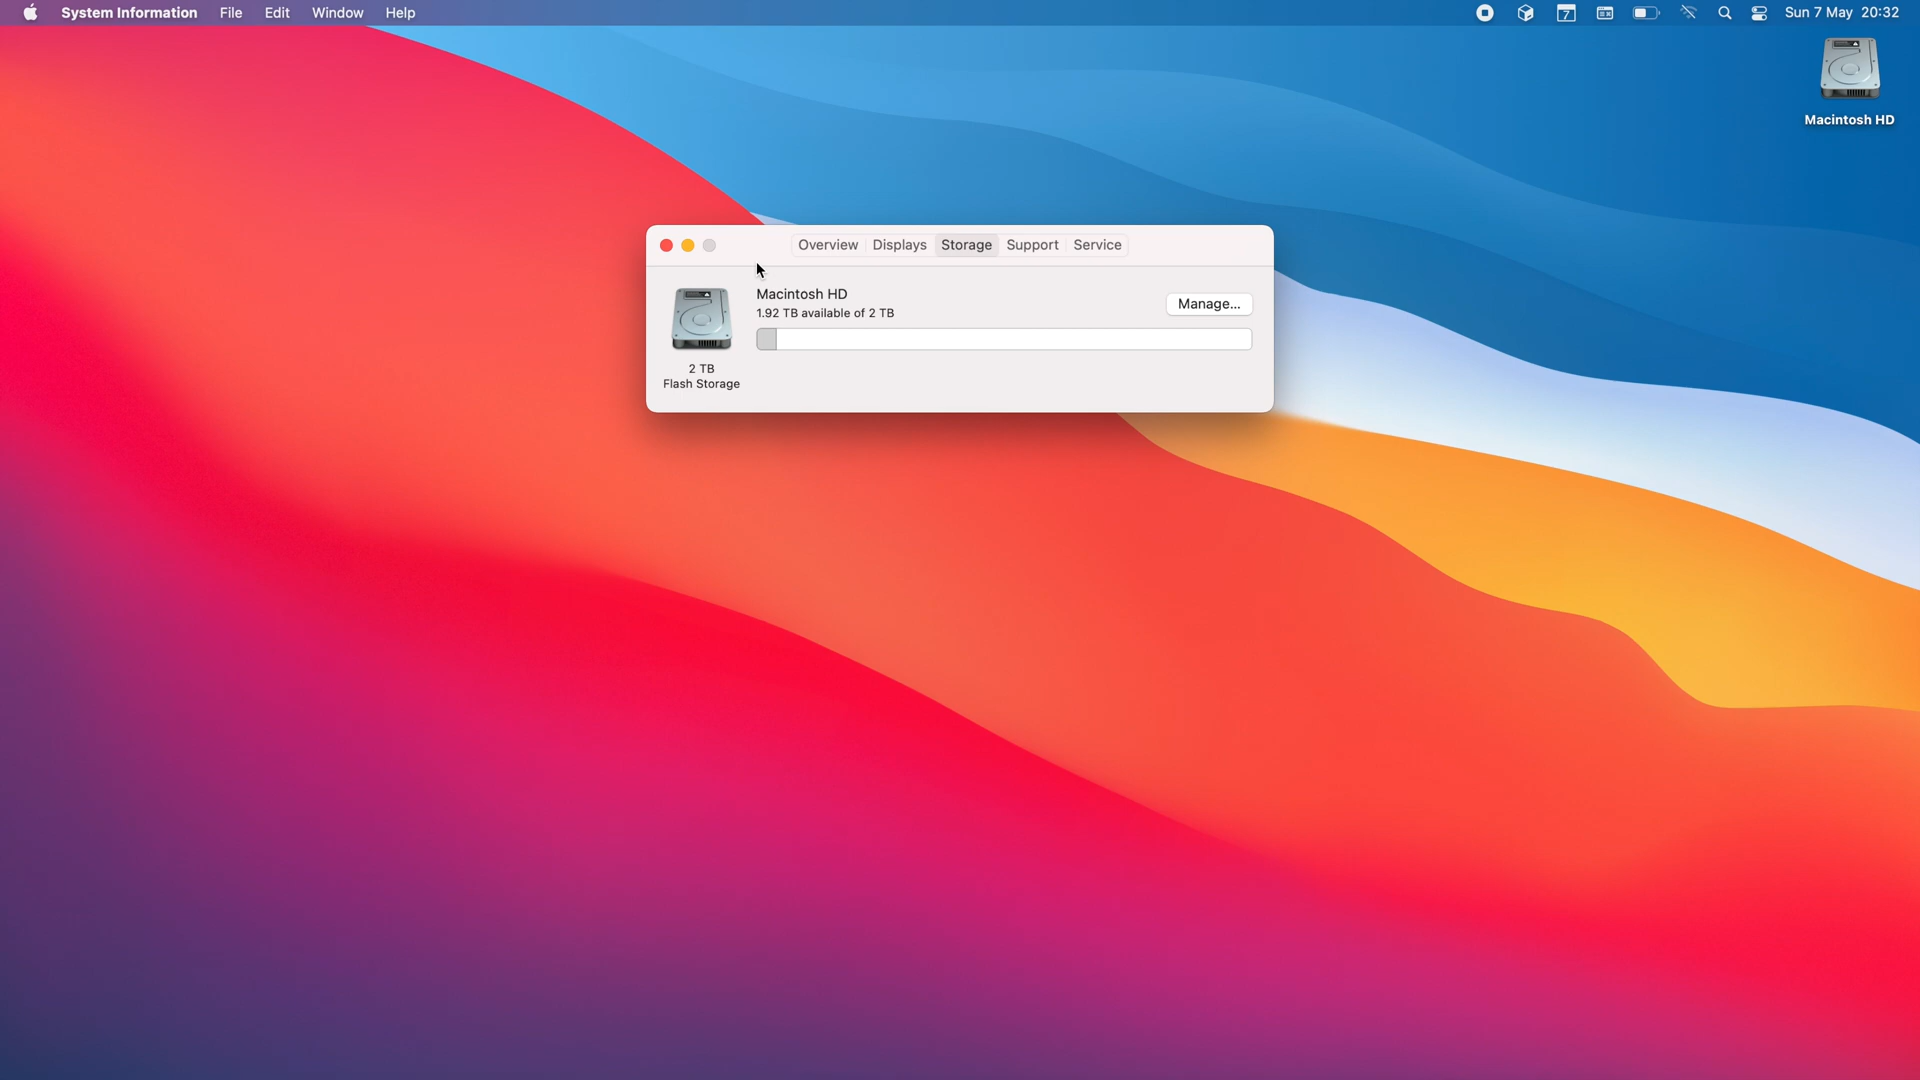 System Information File Edit Window Help 7 Sun 7 May 20:32
Macintosh HD
Overview Displays Storage Support Service
Macintosh HD
1.92 TB available of 2 TB
Manage...
2 TB
Flash Storage